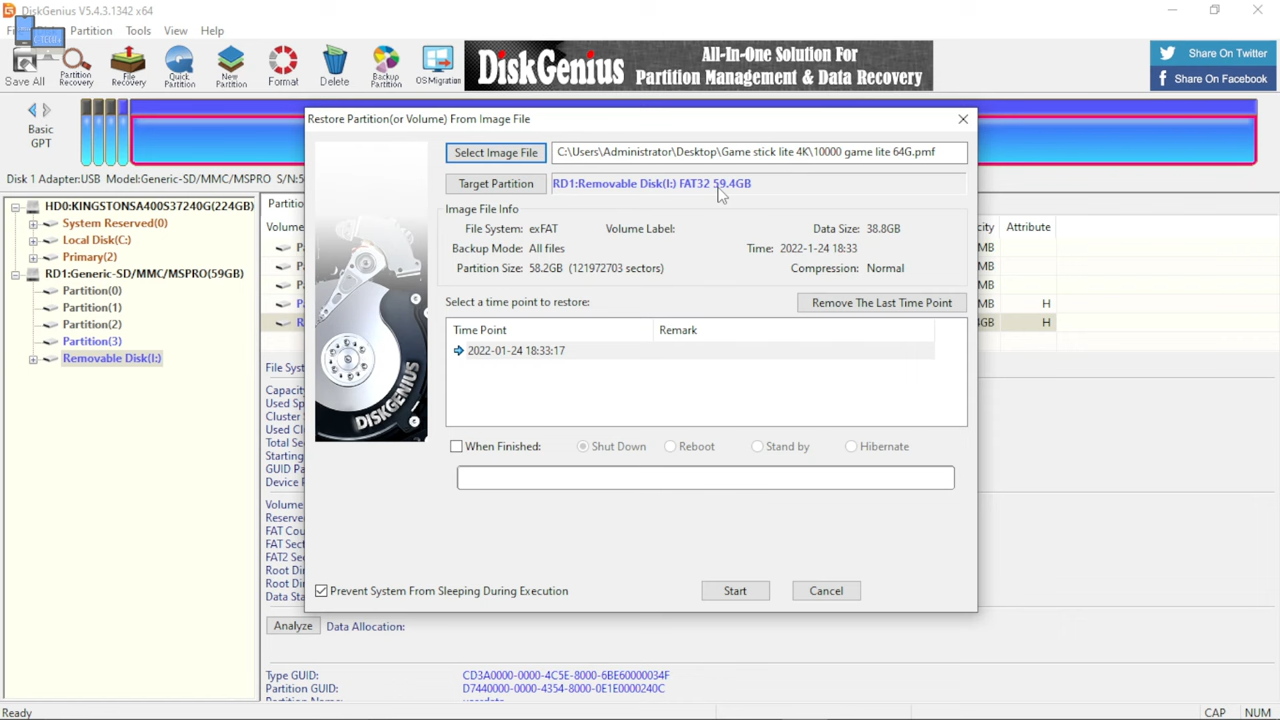 DiskGenius V5.4.3.1342 x64
Partition Tools View Help
Save All
Partition Recovery
File Recovery
Quick Partition
New Partition
Format
Delete
Backup Partition
OS Migration
DiskGenius
All-In-One Solution For
Partition Management & Data Recovery
Share On Twitter
Share On Facebook
Basic
GPT
Disk 1 Adapter:USB Model:Generic-SD/MMC/MSPRO S/N:5
HD0:KINGSTONSA400S37240G(224GB)
System Reserved(0)
Local Disk(C:)
Primary(2)
RD1:Generic-SD/MMC/MSPRO(59GB)
Partition(0)
Partition(1)
Partition(2)
Partition(3)
Removable Disk(I:)
Restore Partition(or Volume) From Image File
Select Image File C:\Users\Administrator\Desktop\Game stick lite 4K\10000 game lite 64G.pmf
Target Partition RD1:Removable Disk(I:) FAT32 59.4GB
Image File Info
File System: exFAT Volume Label: Data Size: 38.8GB
Backup Mode: All files Time: 2022-1-24 18:33
Partition Size: 58.2GB (121972703 sectors) Compression: Normal
Select a time point to restore: Remove The Last Time Point
Time Point Remark
2022-01-24 18:33:17
When Finished: Shut Down Reboot Stand by Hibernate
Prevent System From Sleeping During Execution Start Cancel
Attribute
MB
MB
MB
MB H
GB H
Analyze Data Allocation:
Type GUID: CD3A0000-0000-4C5E-8000-6BE60000034F
Partition GUID: D7440000-0000-4354-8000-0E1E0000240C
Ready CAP NUM